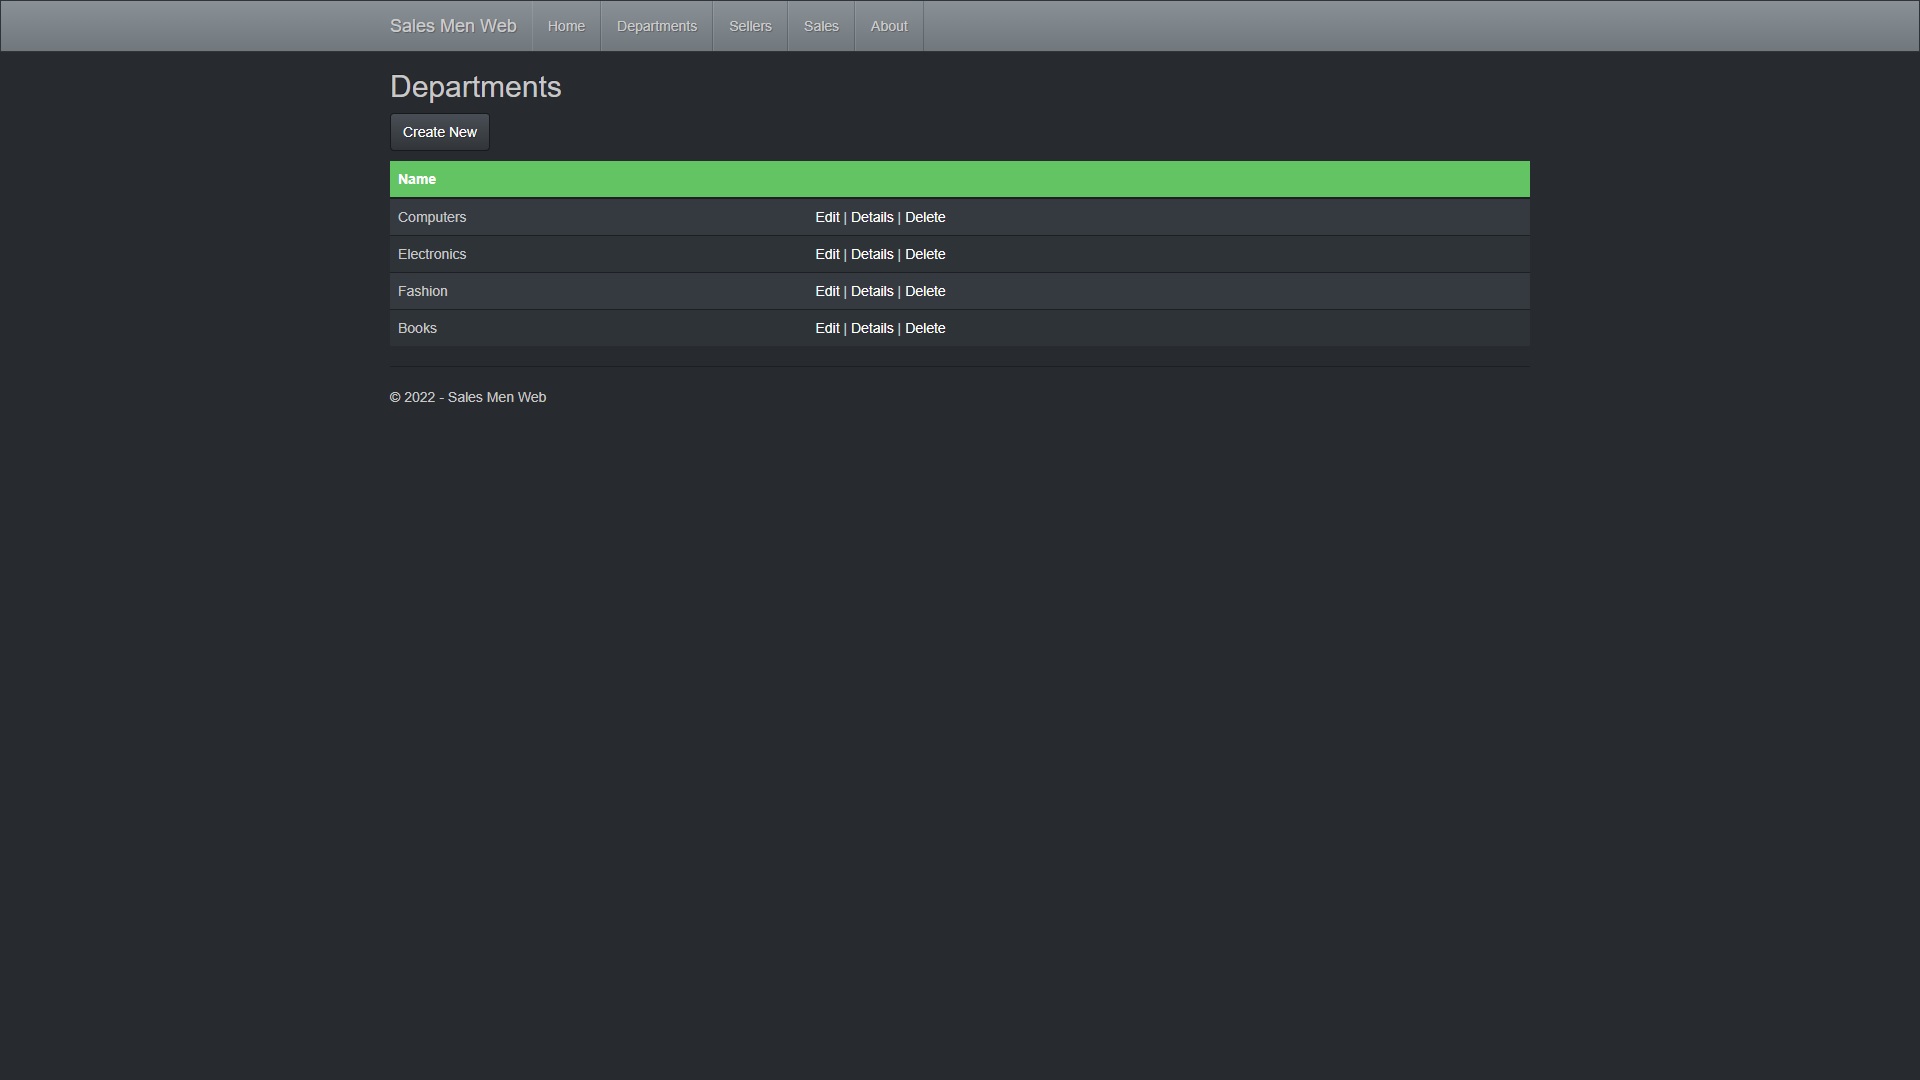 Sales Men Web Home Departments Sellers Sales About
Departments
Create New
Name
Computers Edit | Details | Delete
Electronics Edit | Details | Delete
Fashion Edit | Details | Delete
Books Edit | Details | Delete
© 2022 - Sales Men Web